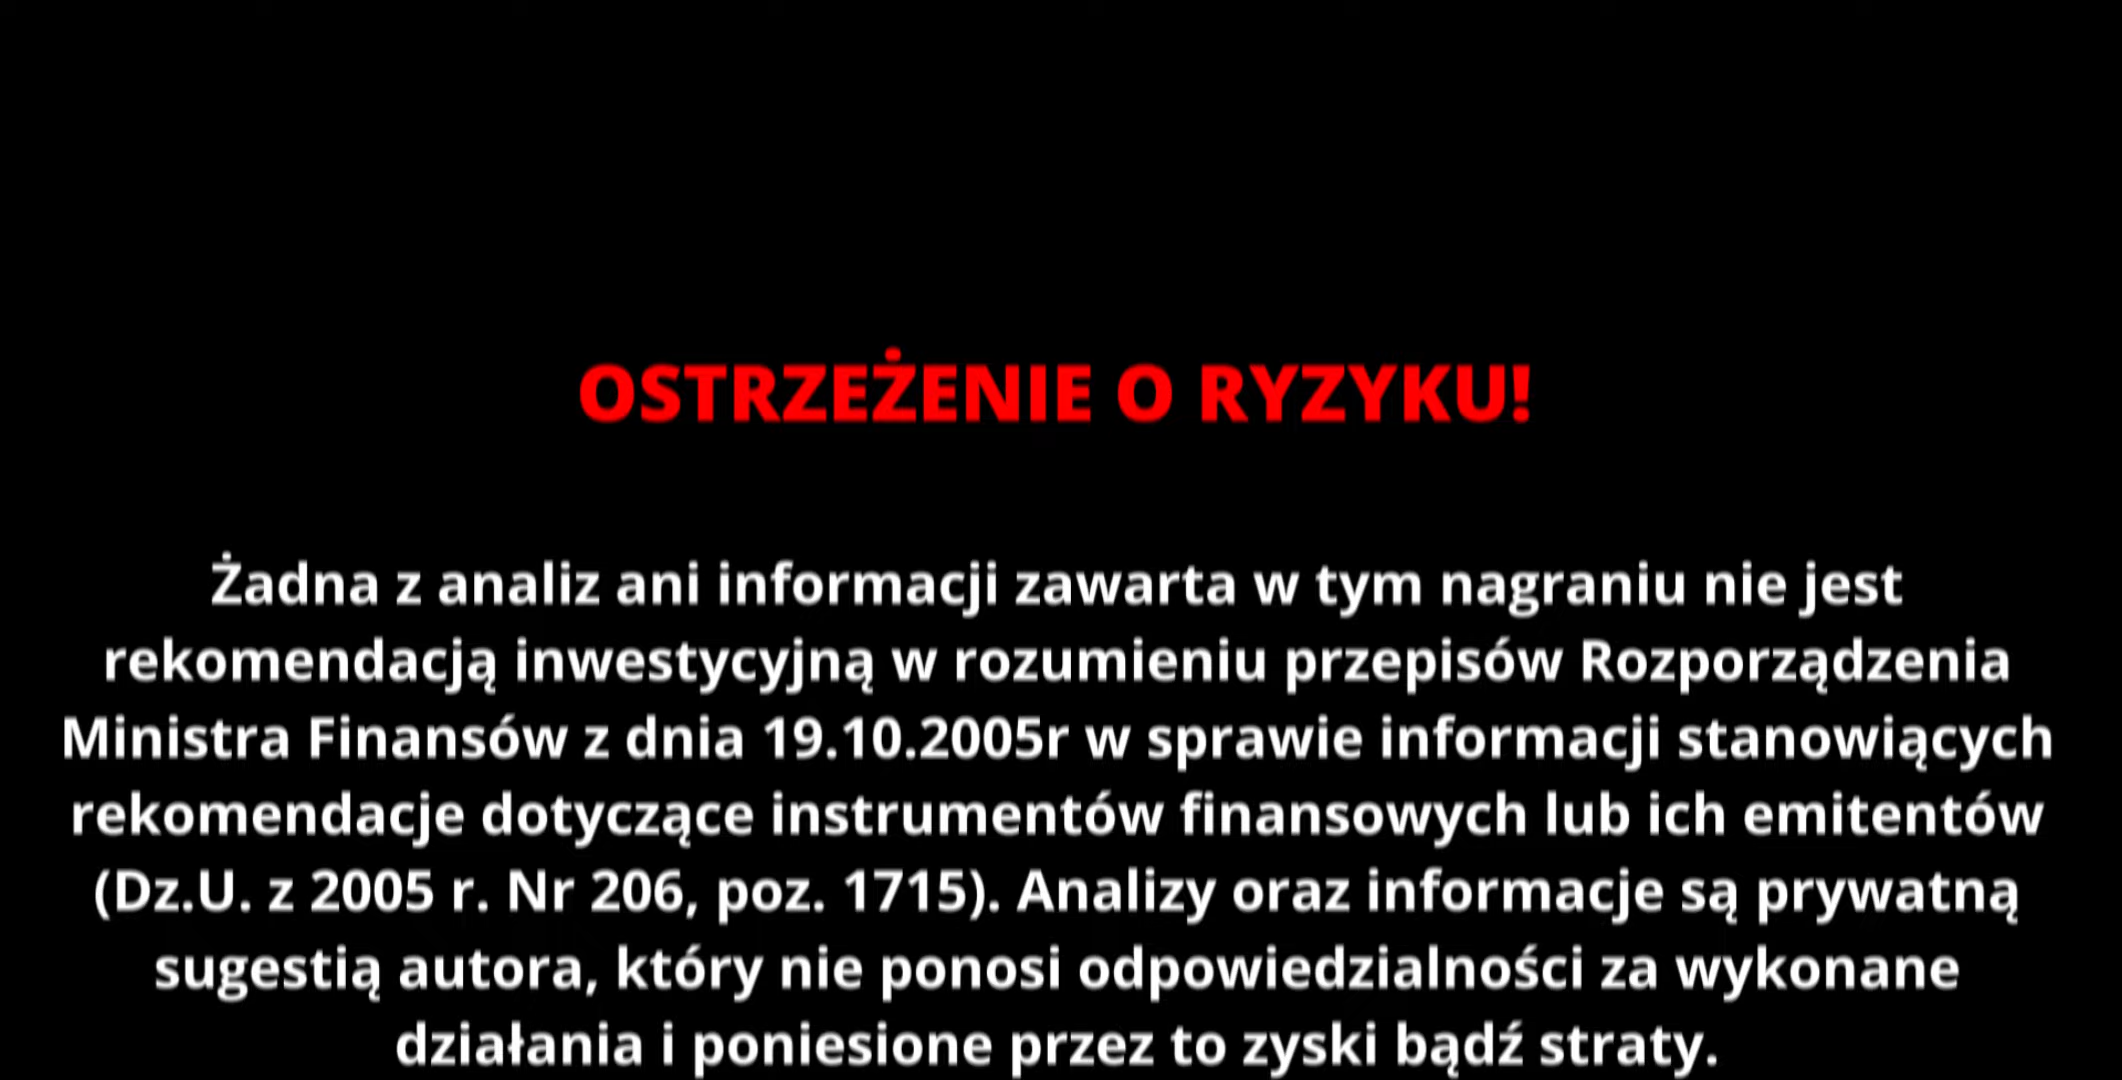 OSTRZEŻENIE O RYZYKU!
Żadna z analiz ani informacji zawarta w tym nagraniu nie jest
rekomendacją inwestycyjną w rozumieniu przepisów Rozporządzenia
Ministra Finansów z dnia 19.10.2005r w sprawie informacji stanowiących
rekomendacje dotyczące instrumentów finansowych lub ich emitentów
(Dz.U. z 2005 r. Nr 206, poz. 1715). Analizy oraz informacje są prywatną
sugestią autora, który nie ponosi odpowiedzialności za wykonane
działania i poniesione przez to zyski bądź straty.